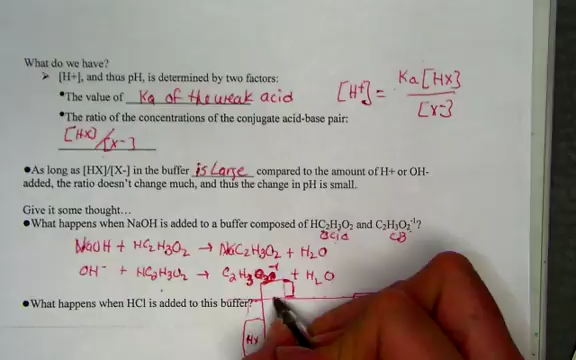 What do we have?
➤ [H+], and thus pH, is determined by two factors:
•The value of Ka of the weak acid
[H+] = Ka[HX] / [X-]
•The ratio of the concentrations of the conjugate acid-base pair:
[HX]/[X-]
•As long as [HX]/[X-] in the buffer is Large compared to the amount of H+ or OH-
added, the ratio doesn't change much, and thus the change in pH is small.
Give it some thought…
•What happens when NaOH is added to a buffer composed of HC₂H₃O₂ and C₂H₃O₂⁻¹?
acid CB
NaOH + HC₂H₃O₂ → NaC₂H₃O₂ + H₂O
OH⁻ + HC₂H₃O₂ → C₂H₃O₂⁻¹ + H₂O
•What happens when HCl is added to this buffer?
HX